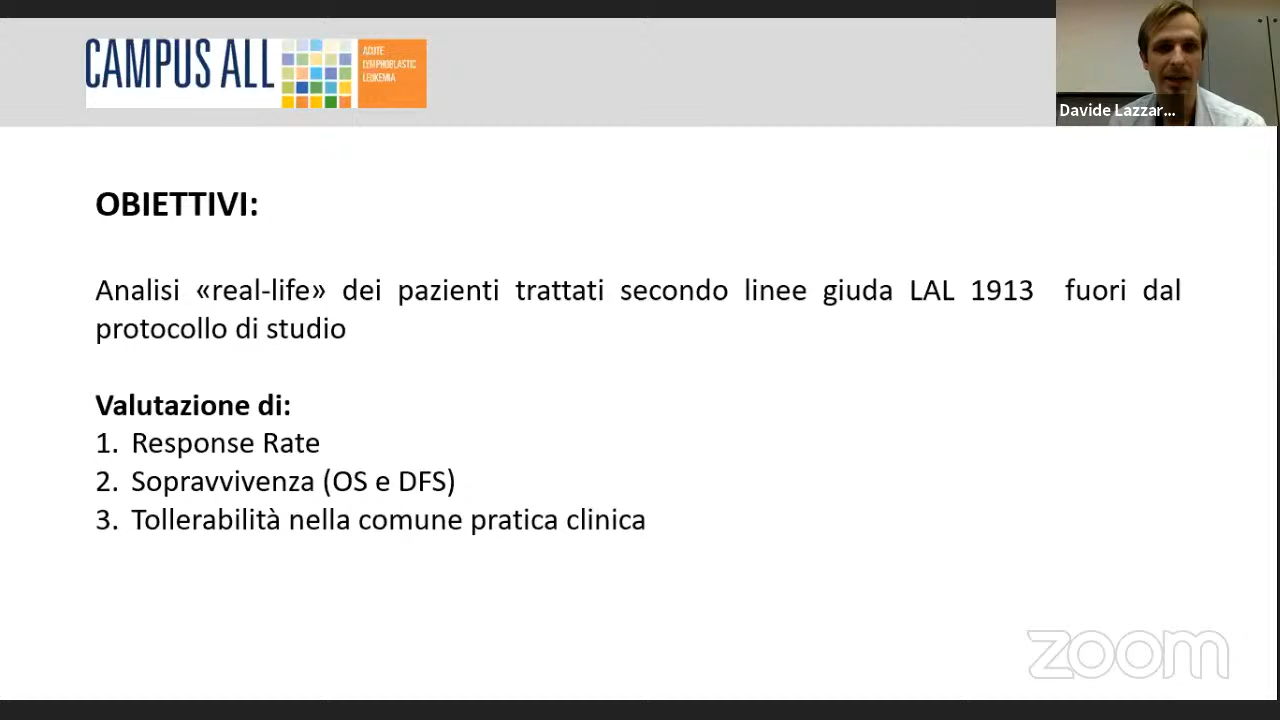 CAMPUS ALL
ACUTE
LYMPHOBLASTIC
LEUKEMIA
Davide Lazzar...
OBIETTIVI:
Analisi «real-life» dei pazienti trattati secondo linee giuda LAL 1913 fuori dal
protocollo di studio
Valutazione di:
1. Response Rate
2. Sopravvivenza (OS e DFS)
3. Tollerabilità nella comune pratica clinica
zoom